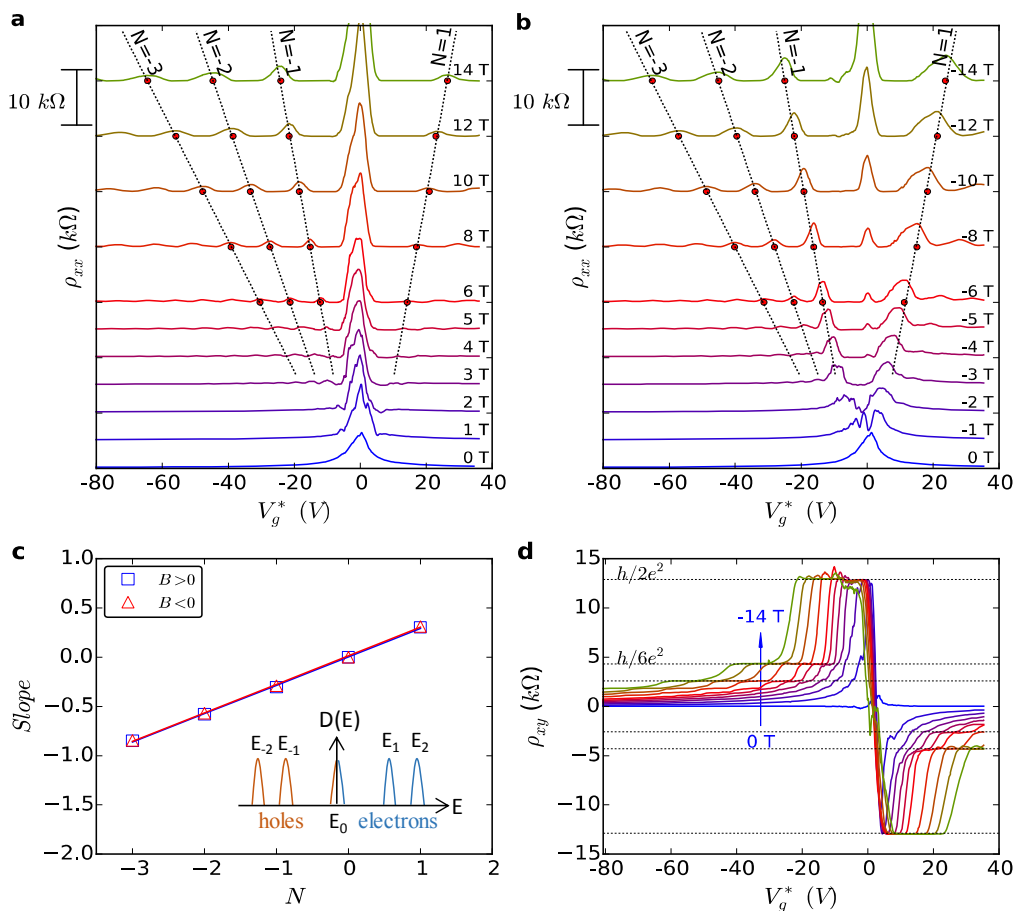 a
N=-3
N=-2
N=-1
N=1
10 kΩ
ρxx (kΩ)
14 T
12 T
10 T
8 T
6 T
5 T
4 T
3 T
2 T
1 T
0 T
-80 -60 -40 -20 0 20 40
V*g (V)
b
N=-3
N=-2
N=-1
N=1
10 kΩ
ρxx (kΩ)
-14 T
-12 T
-10 T
-8 T
-6 T
-5 T
-4 T
-3 T
-2 T
-1 T
0 T
-80 -60 -40 -20 0 20 40
V*g (V)
c
1.0
0.5
0.0
−0.5
−1.0
−1.5
−2.0
Slope
B>0
B<0
D(E)
E-2 E-1 E1 E2
E
E0
holes electrons
−3 −2 −1 0 1 2
N
d
15
10
5
0
−5
−10
−15
ρxy (kΩ)
h/2e²
-14 T
h/6e²
0 T
-80 -60 -40 -20 0 20 40
V*g (V)